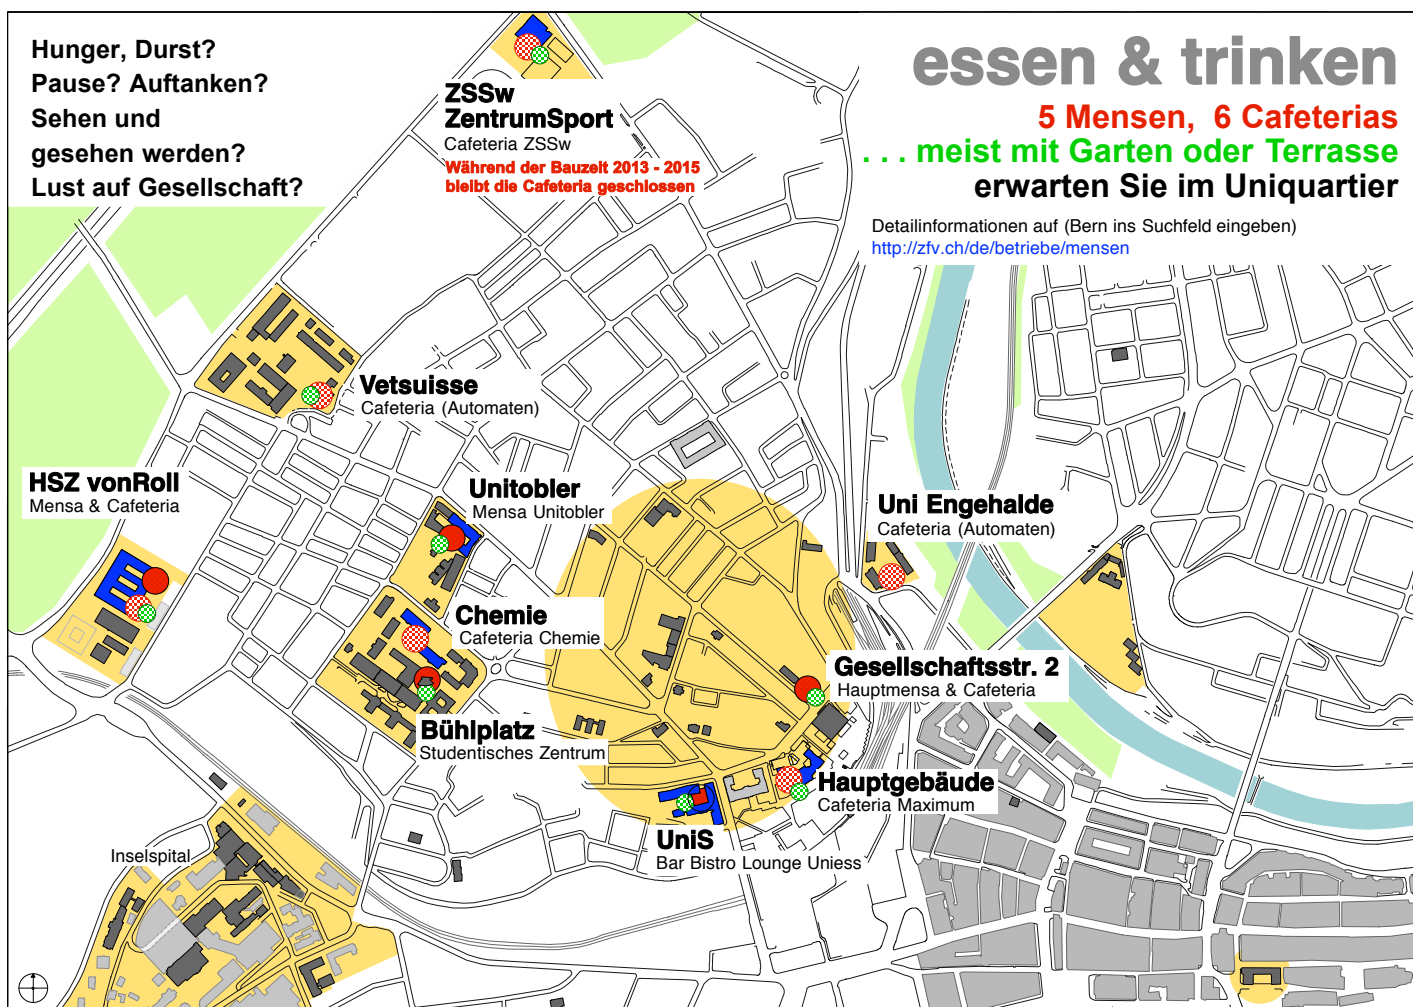 Hunger, Durst?
Pause? Auftanken?
Sehen und
gesehen werden?
Lust auf Gesellschaft?
essen & trinken
5 Mensen, 6 Cafeterias
. . . meist mit Garten oder Terrasse
erwarten Sie im Uniquartier
Detailinformationen auf (Bern ins Suchfeld eingeben)
http://zfv.ch/de/betriebe/mensen
ZSSw
ZentrumSport
Cafeteria ZSSw
Während der Bauzeit 2013 - 2015
bleibt die Cafeteria geschlossen
Vetsuisse
Cafeteria (Automaten)
HSZ vonRoll
Mensa & Cafeteria
Unitobler
Mensa Unitobler
Uni Engehalde
Cafeteria (Automaten)
Chemie
Cafeteria Chemie
Gesellschaftsstr. 2
Hauptmensa & Cafeteria
Bühlplatz
Studentisches Zentrum
Hauptgebäude
Cafeteria Maximum
UniS
Bar Bistro Lounge Uniess
Inselspital